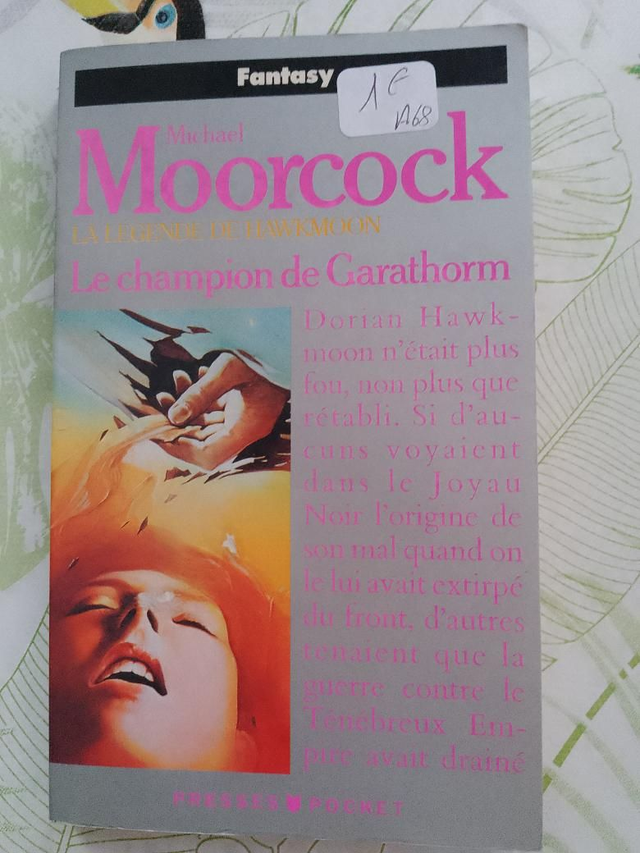 Fantasy
1 €
A68
Michael
Moorcock
LA LEGENDE DE HAWKMOON
Le champion de Garathorm
Dorian Hawk-
moon n'était plus
fou, non plus que
rétabli. Si d'au-
cuns voyaient
dans le Joyau
Noir l'origine de
son mal quand on
le lui avait extirpé
du front, d'autres
tenaient que la
guerre contre le
Ténébreux Em-
pire avait drainé
PRESSES POCKET